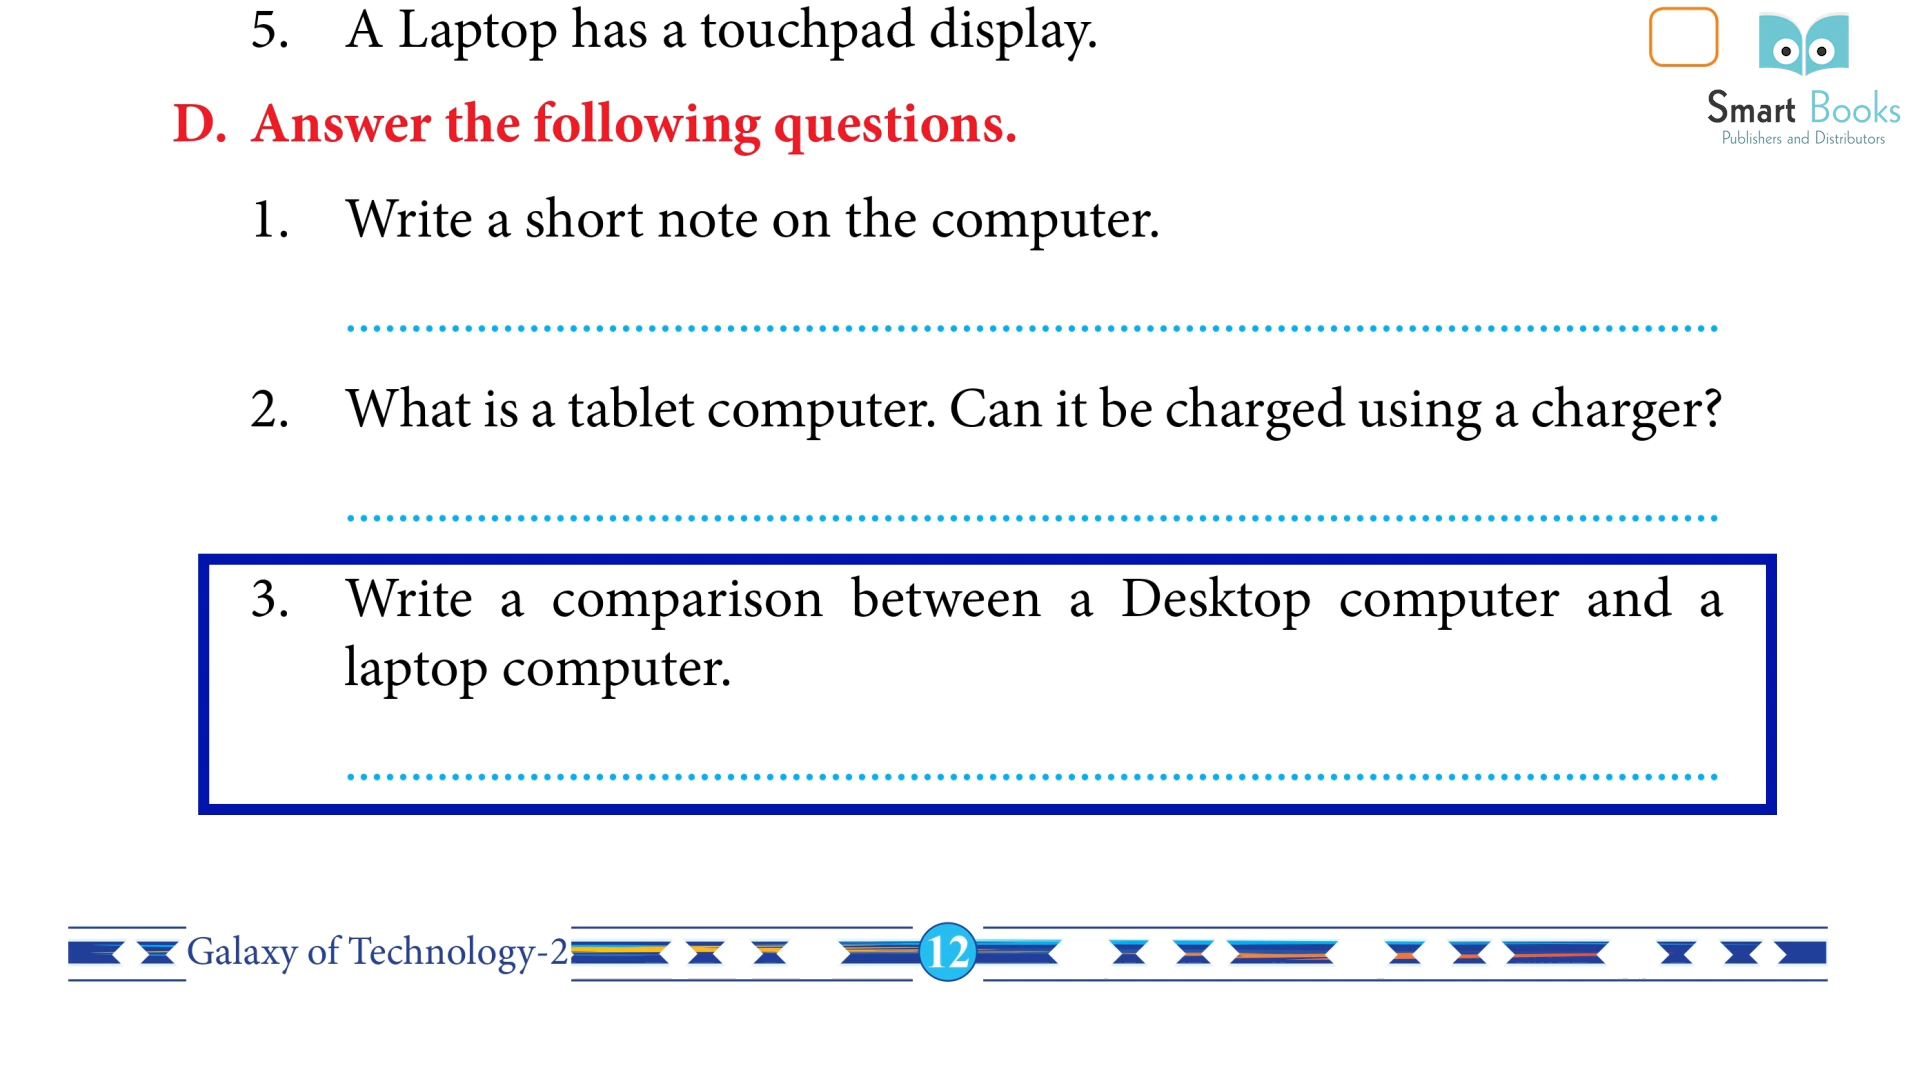 5. A Laptop has a touchpad display.
Smart Books
Publishers and Distributors
D. Answer the following questions.
1. Write a short note on the computer.
2. What is a tablet computer. Can it be charged using a charger?
3. Write a comparison between a Desktop computer and a
laptop computer.
Galaxy of Technology-2
12